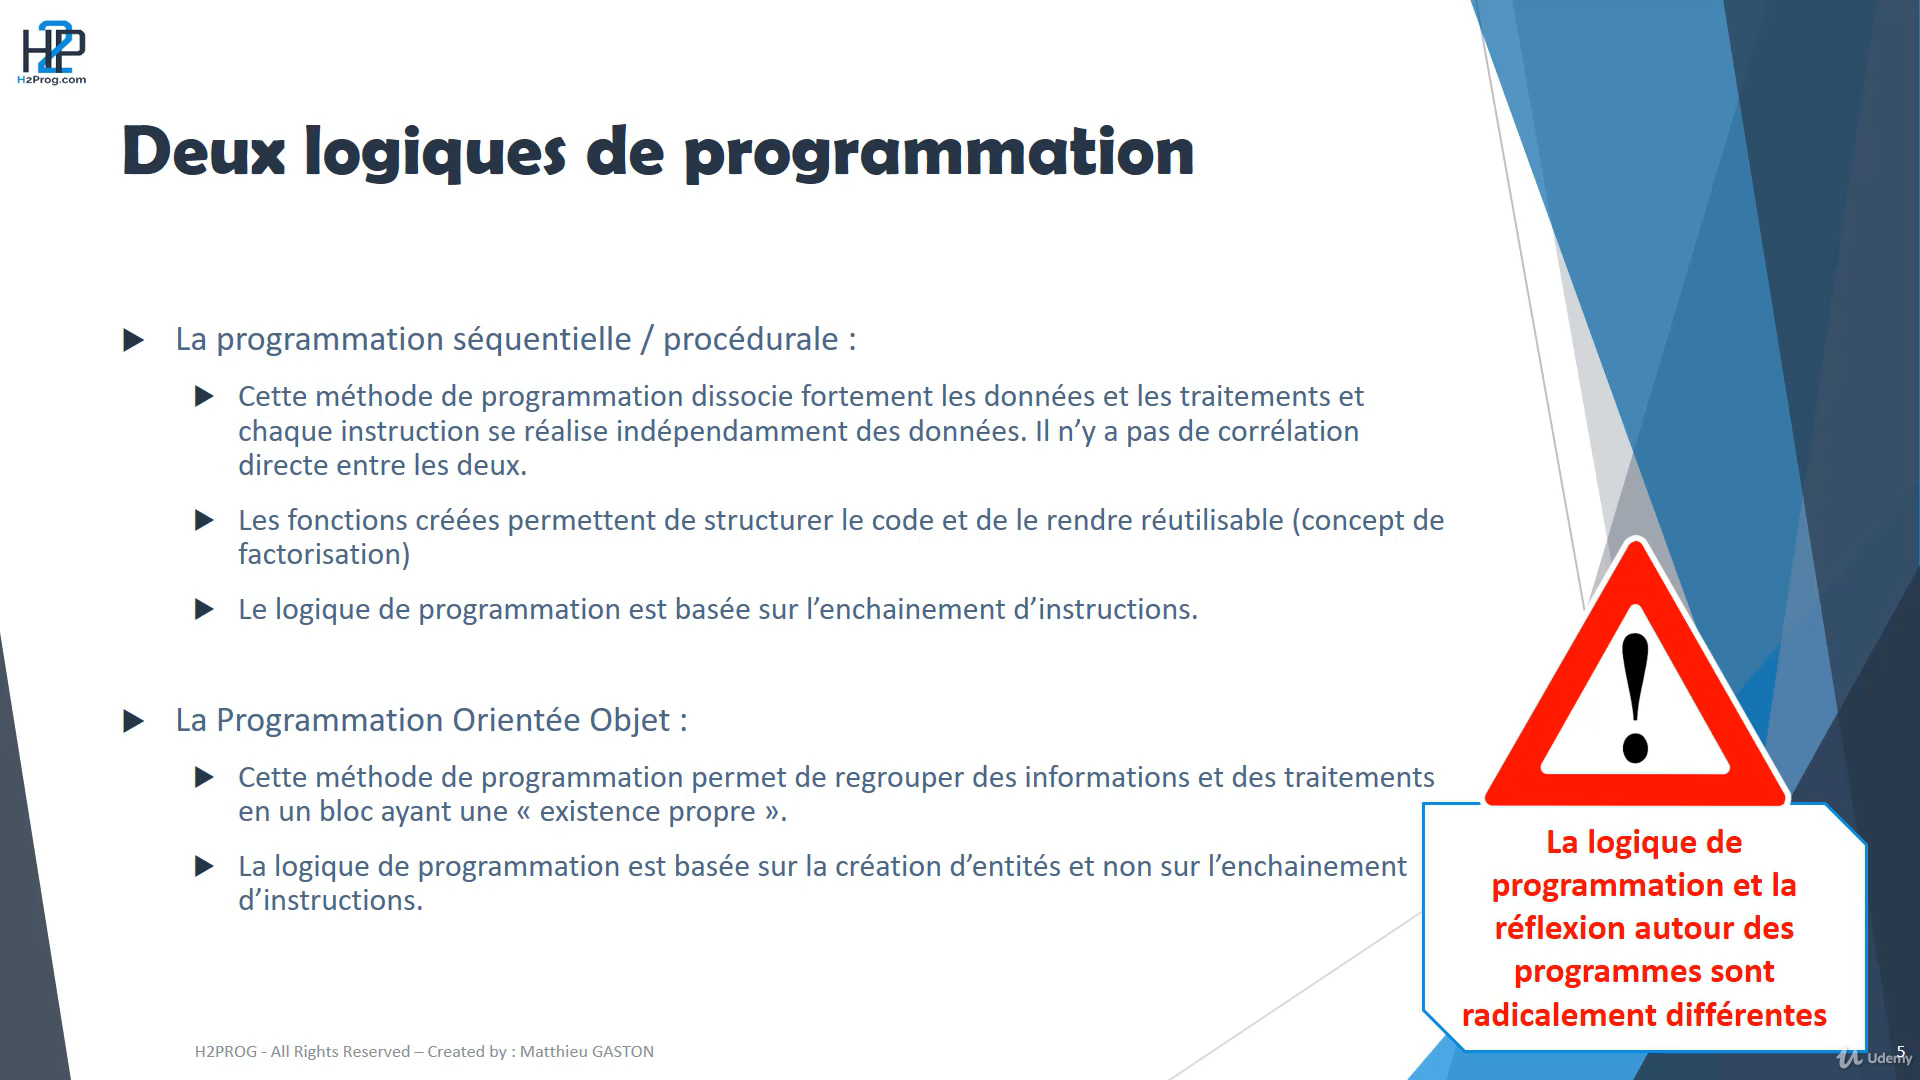 H2P
H2Prog.com
Deux logiques de programmation
La programmation séquentielle / procédurale :
Cette méthode de programmation dissocie fortement les données et les traitements et
chaque instruction se réalise indépendamment des données. Il n’y a pas de corrélation
directe entre les deux.
Les fonctions créées permettent de structurer le code et de le rendre réutilisable (concept de
factorisation)
Le logique de programmation est basée sur l’enchainement d’instructions.
La Programmation Orientée Objet :
Cette méthode de programmation permet de regrouper des informations et des traitements
en un bloc ayant une « existence propre ».
La logique de programmation est basée sur la création d’entités et non sur l’enchainement
d’instructions.
!
La logique de
programmation et la
réflexion autour des
programmes sont
radicalement différentes
H2PROG - All Rights Reserved – Created by : Matthieu GASTON
5
Udemy